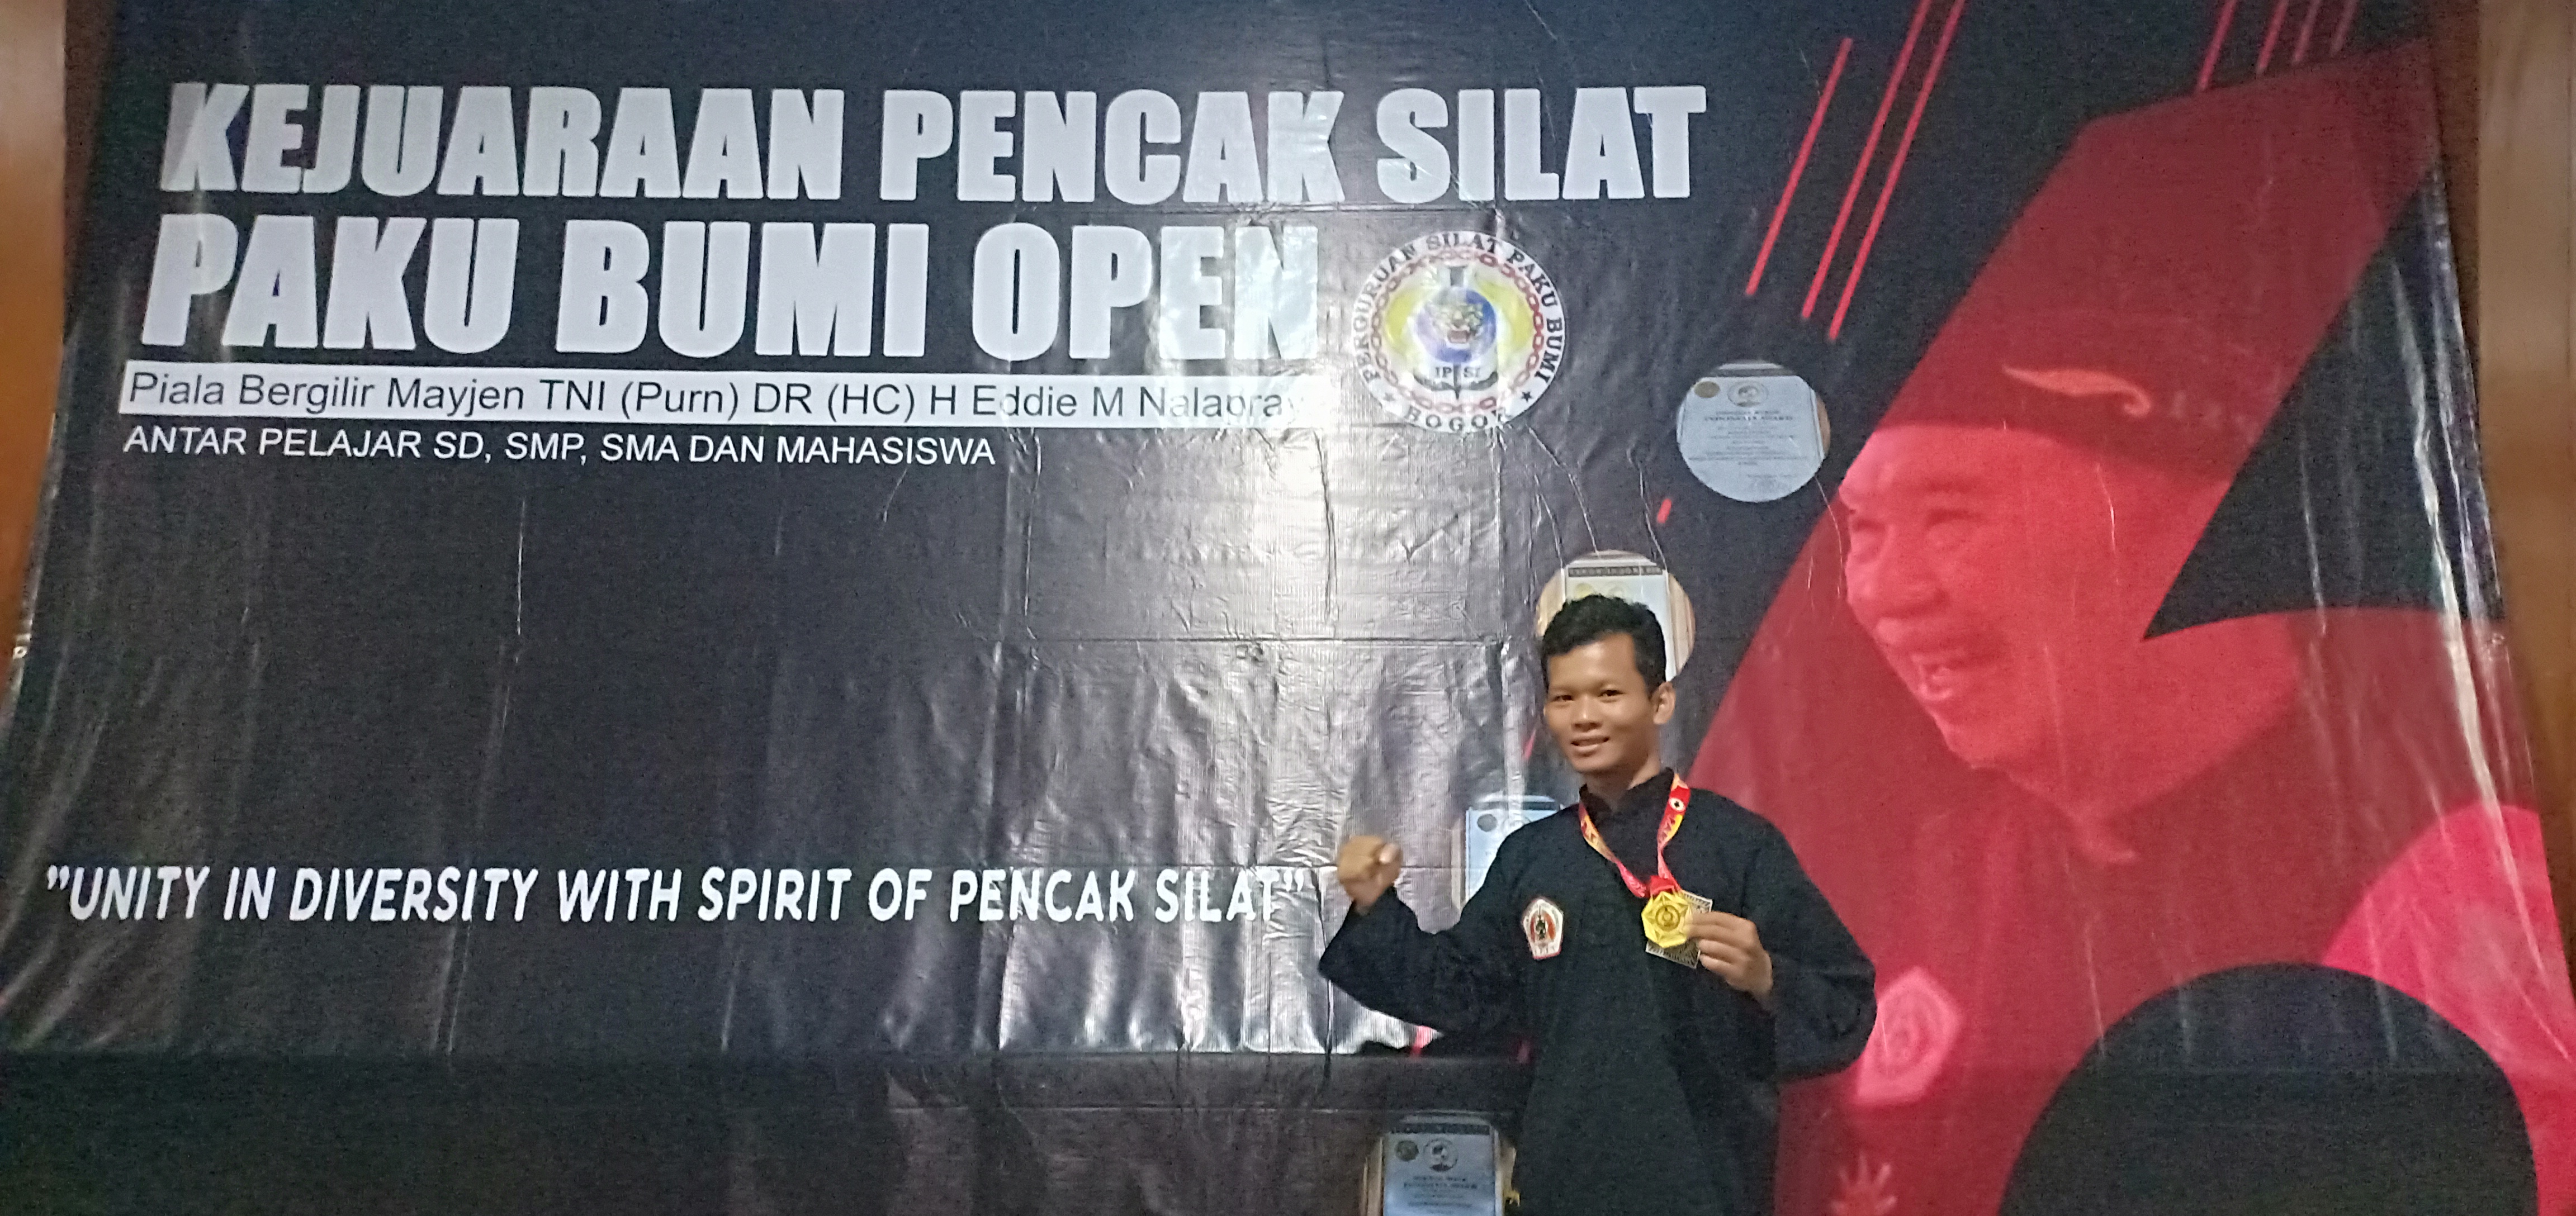 KEJUARAAN PENCAK SILAT
PAKU BUMI OPEN
PERGURUAN SILAT PAKU BUMI
IPSI
BOGOR
Piala Bergilir Mayjen TNI (Purn) DR (HC) H Eddie M Nalapray
ANTAR PELAJAR SD, SMP, SMA DAN MAHASISWA
"UNITY IN DIVERSITY WITH SPIRIT OF PENCAK SILAT"